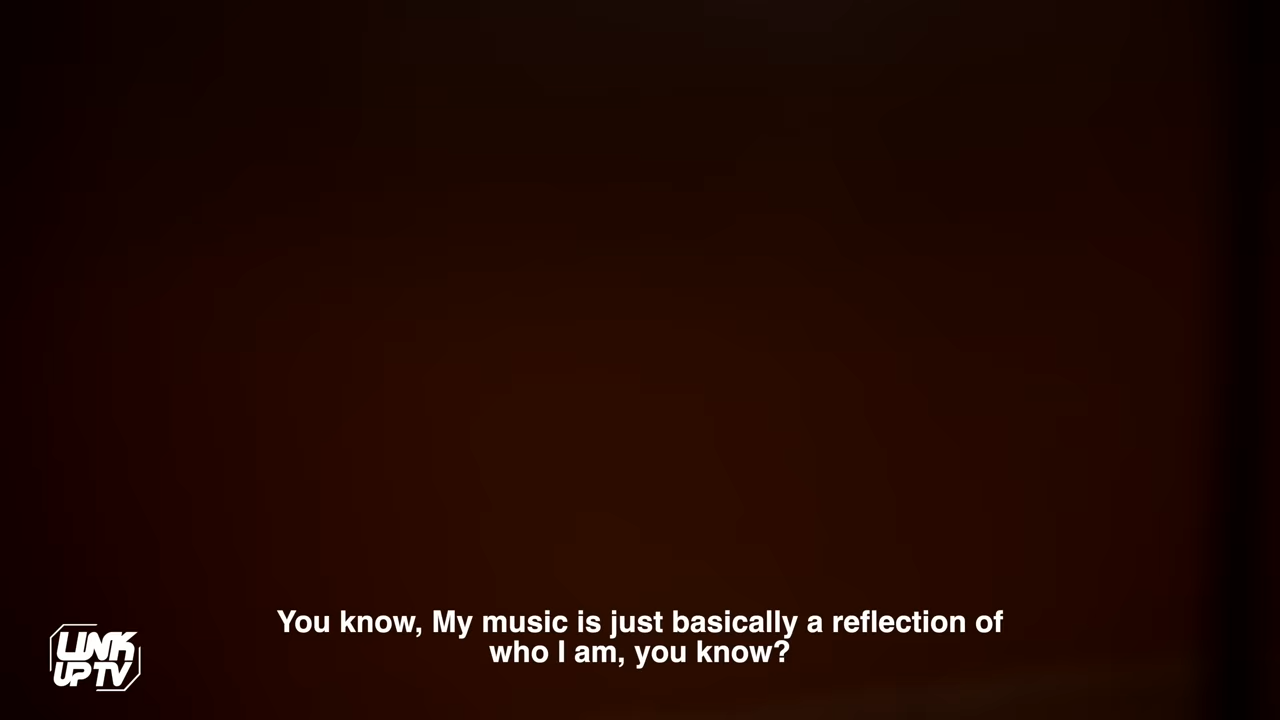 You know, My music is just basically a reflection of
who I am, you know?
LINK
UP TV